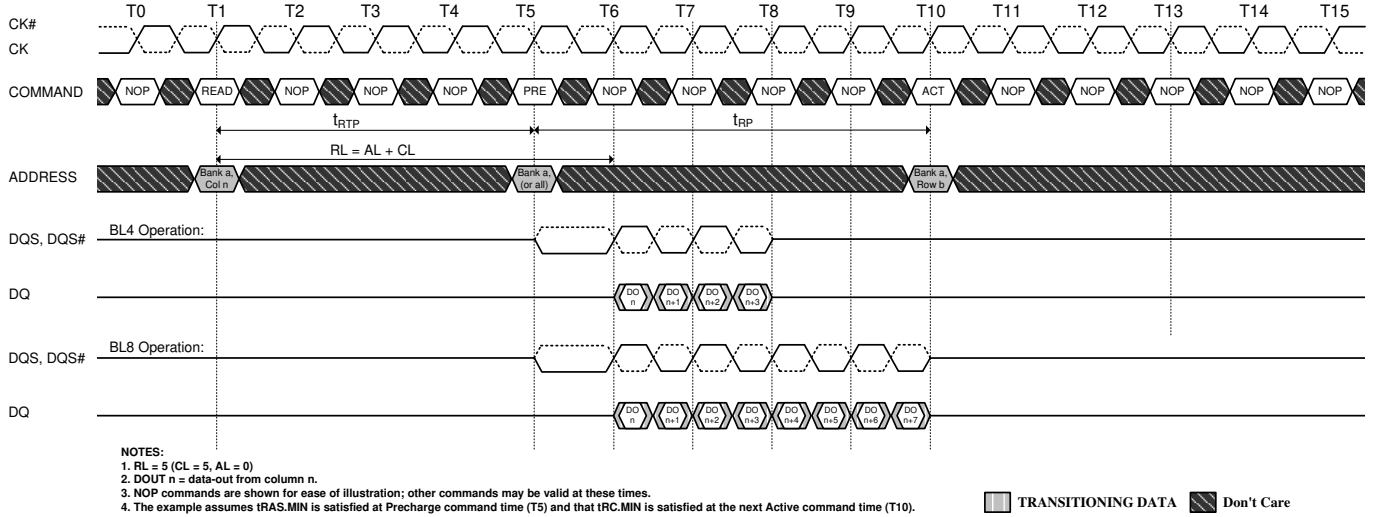 T0 T1 T2 T3 T4 T5 T6 T7 T8 T9 T10 T11 T12 T13 T14 T15
CK#
CK
COMMAND NOP READ NOP NOP NOP PRE NOP NOP NOP NOP ACT NOP NOP NOP NOP NOP
tRTP tRP
RL = AL + CL
ADDRESS
Bank a, Bank a, Bank a,
Col n (or all) Row b
BL4 Operation:
DQS, DQS#
DQ
DO DO DO DO
n n+1 n+2 n+3
BL8 Operation:
DQS, DQS#
DQ
DO DO DO DO DO DO DO DO
n n+1 n+2 n+3 n+4 n+5 n+6 n+7
NOTES:
1. RL = 5 (CL = 5, AL = 0)
2. DOUT n = data-out from column n.
3. NOP commands are shown for ease of illustration; other commands may be valid at these times.
4. The example assumes tRAS.MIN is satisfied at Precharge command time (T5) and that tRC.MIN is satisfied at the next Active command time (T10).
TRANSITIONING DATA Don't Care